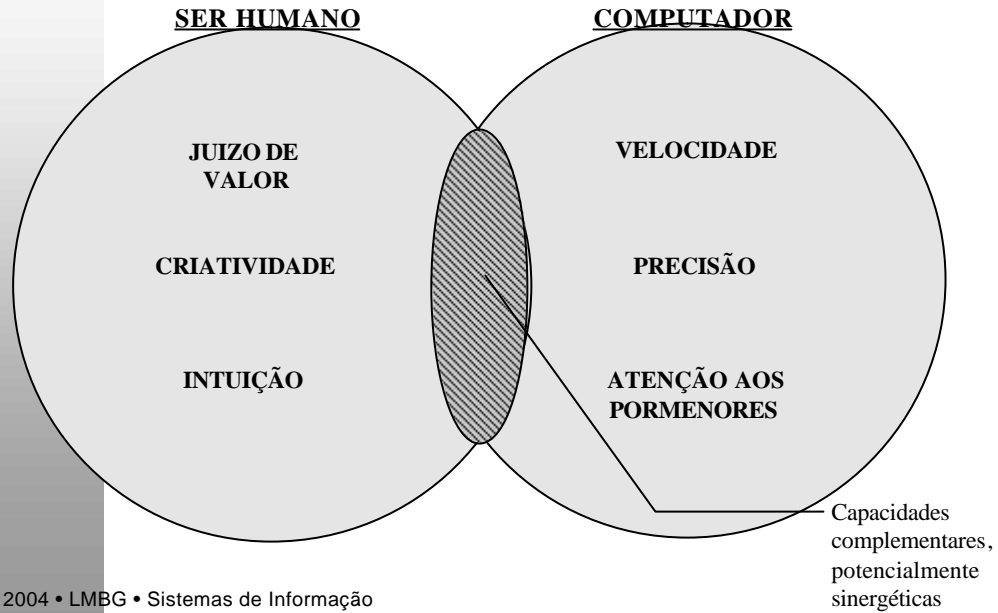 SER HUMANO
COMPUTADOR
JUIZO DE
VALOR
VELOCIDADE
CRIATIVIDADE
PRECISÃO
INTUIÇÃO
ATENÇÃO AOS
PORMENORES
Capacidades
complementares,
potencialmente
sinergéticas
2004 • LMBG • Sistemas de Informação